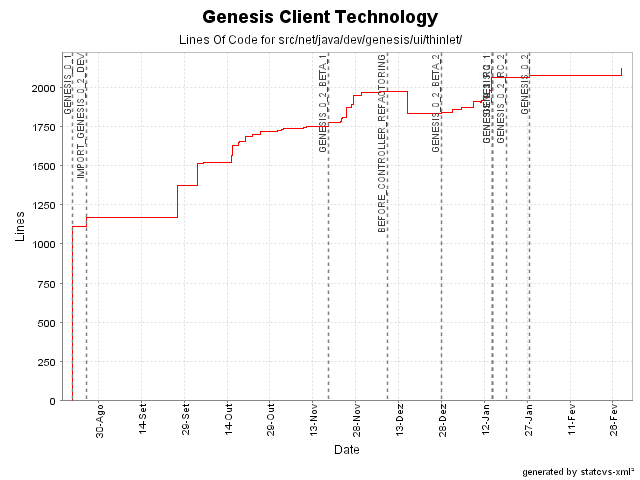 Genesis Client Technology
Lines Of Code for src/net/java/dev/genesis/ui/thinlet/
Lines
2000
1750
1500
1250
1000
750
500
250
0
GENESIS_0_1
IMPORT_GENESIS_0_2_DEV
GENESIS_0_2_BETA_1
BEFORE_CONTROLLER_REFACTORING
GENESIS_0_2_BETA_2
GENESIS_0_2
30-Ago
14-Set
29-Set
14-Out
29-Out
13-Nov
28-Nov
13-Dez
28-Dez
12-Jan
27-Jan
11-Fev
26-Fev
Date
generated by statcvs-xml²